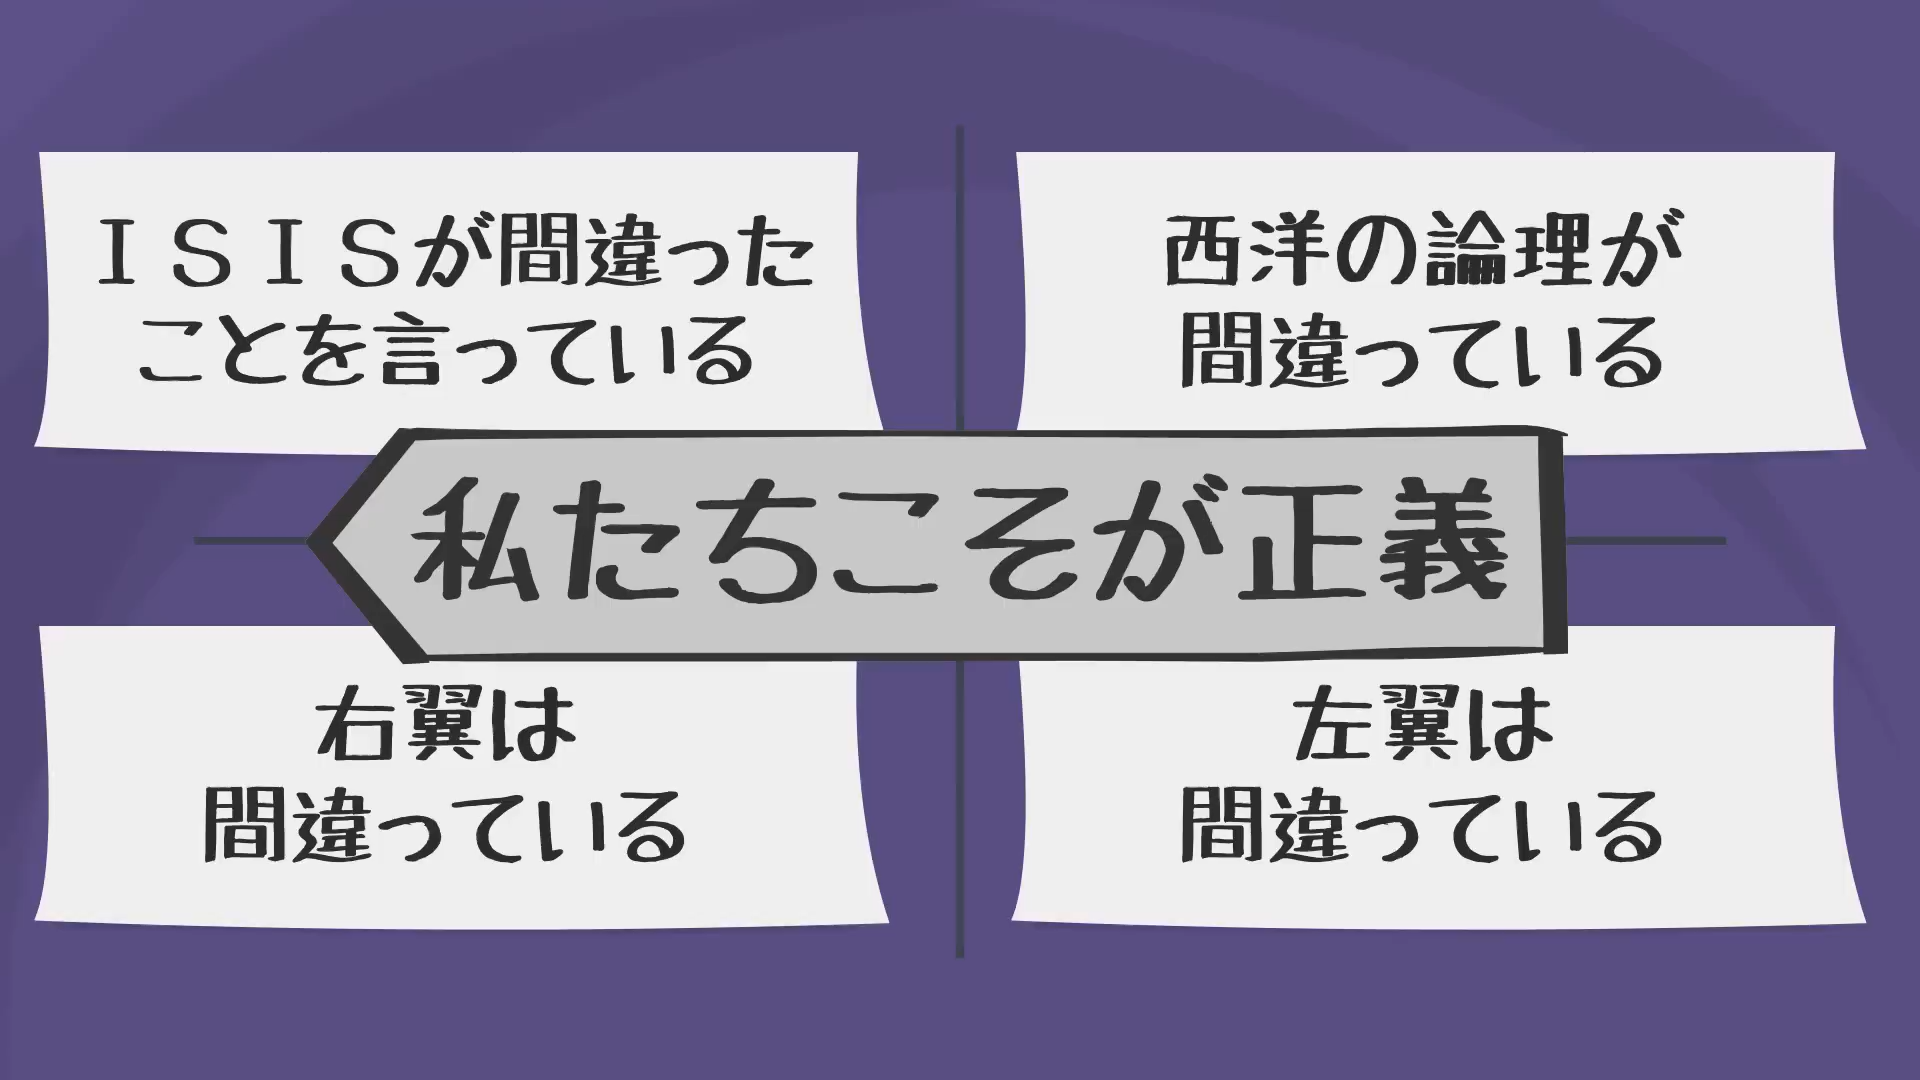 ＩＳＩＳが間違った
ことを言っている
西洋の論理が
間違っている
私たちこそが正義
右翼は
間違っている
左翼は
間違っている